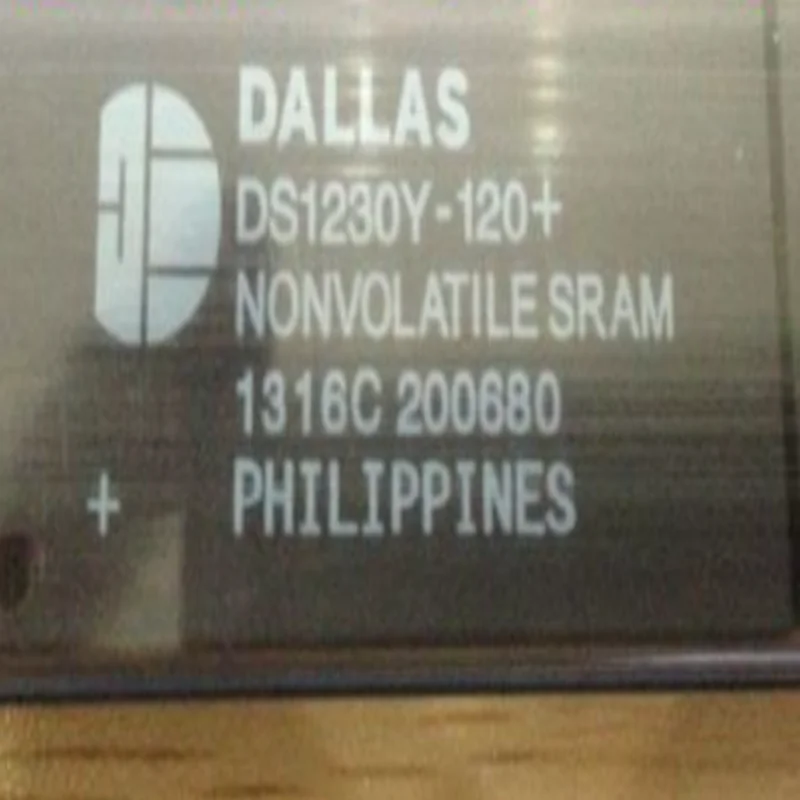 DALLAS
DS1230Y-120+
NONVOLATILE SRAM
1316C 200680
+ PHILIPPINES